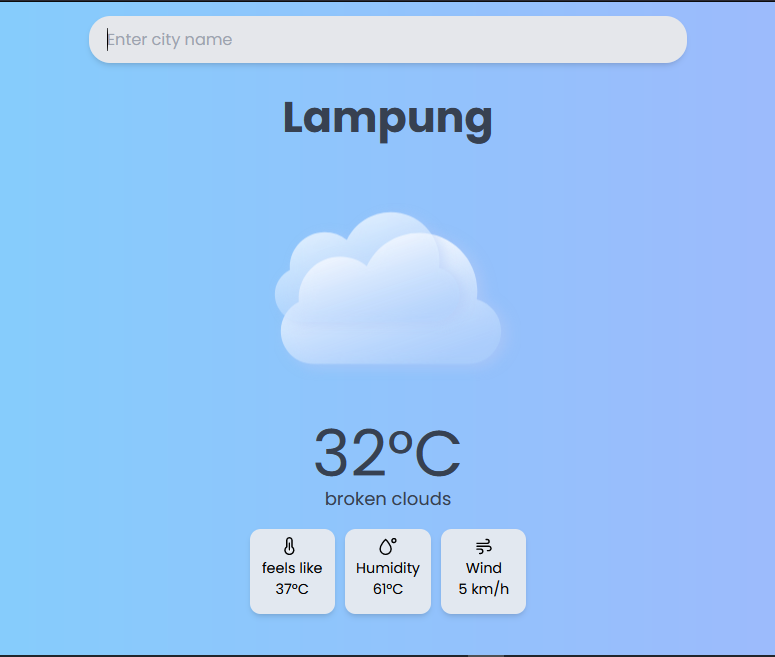 Enter city name
Lampung
32°C
broken clouds
feels like
37°C
Humidity
61°C
Wind
5 km/h